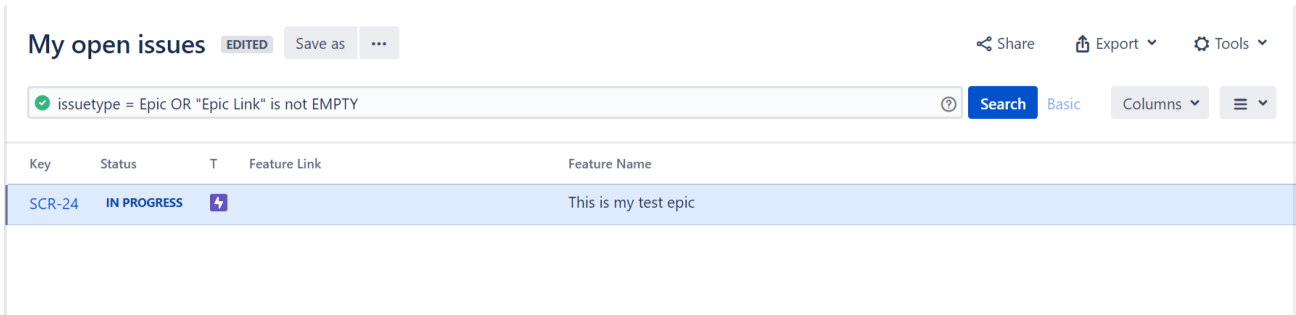 My open issues EDITED Save as ••• Share Export Tools
issuetype = Epic OR "Epic Link" is not EMPTY Search Basic Columns
Key Status T Feature Link Feature Name
SCR-24 IN PROGRESS This is my test epic